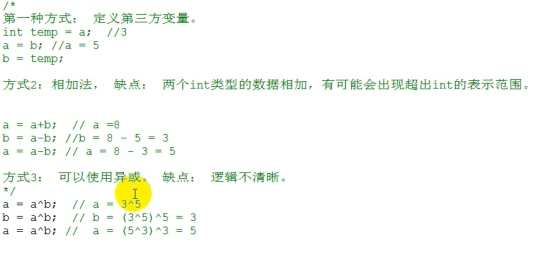 /*
第一种方式： 定义第三方变量。
int temp = a;  //3
a = b; //a = 5
b = temp;
方式2：相加法， 缺点： 两个int类型的数据相加，有可能会出现超出int的表示范围。
a = a+b;  // a =8
b = a-b; //b = 8 - 5 = 3
a = a-b; // a = 8 - 3 = 5
方式3： 可以使用异或。 缺点： 逻辑不清晰。
*/
a = a^b;  // a = 3^5
b = a^b;  // b = (3^5)^5 = 3
a = a^b; //  a = (5^3)^3 = 5